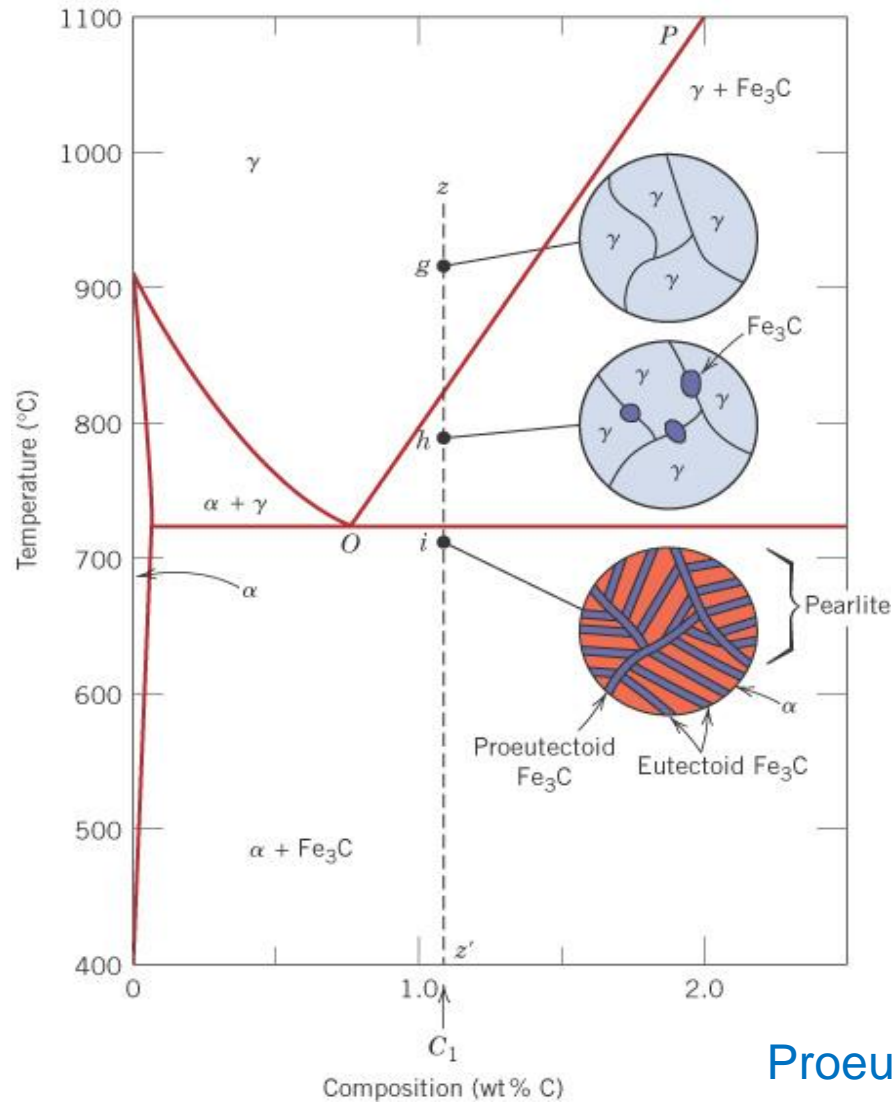 1100
P
γ + Fe₃C
γ
1000
z
γ
γ
γ
g
γ
900
Fe₃C
γ
γ
800
h
γ
γ
α + γ
O
i
700
α
Pearlite
600
α
Proeutectoid
Fe₃C
Eutectoid Fe₃C
500
α + Fe₃C
z′
400
0
1.0
2.0
C₁
Composition (wt% C)
Temperature (°C)
Proeu